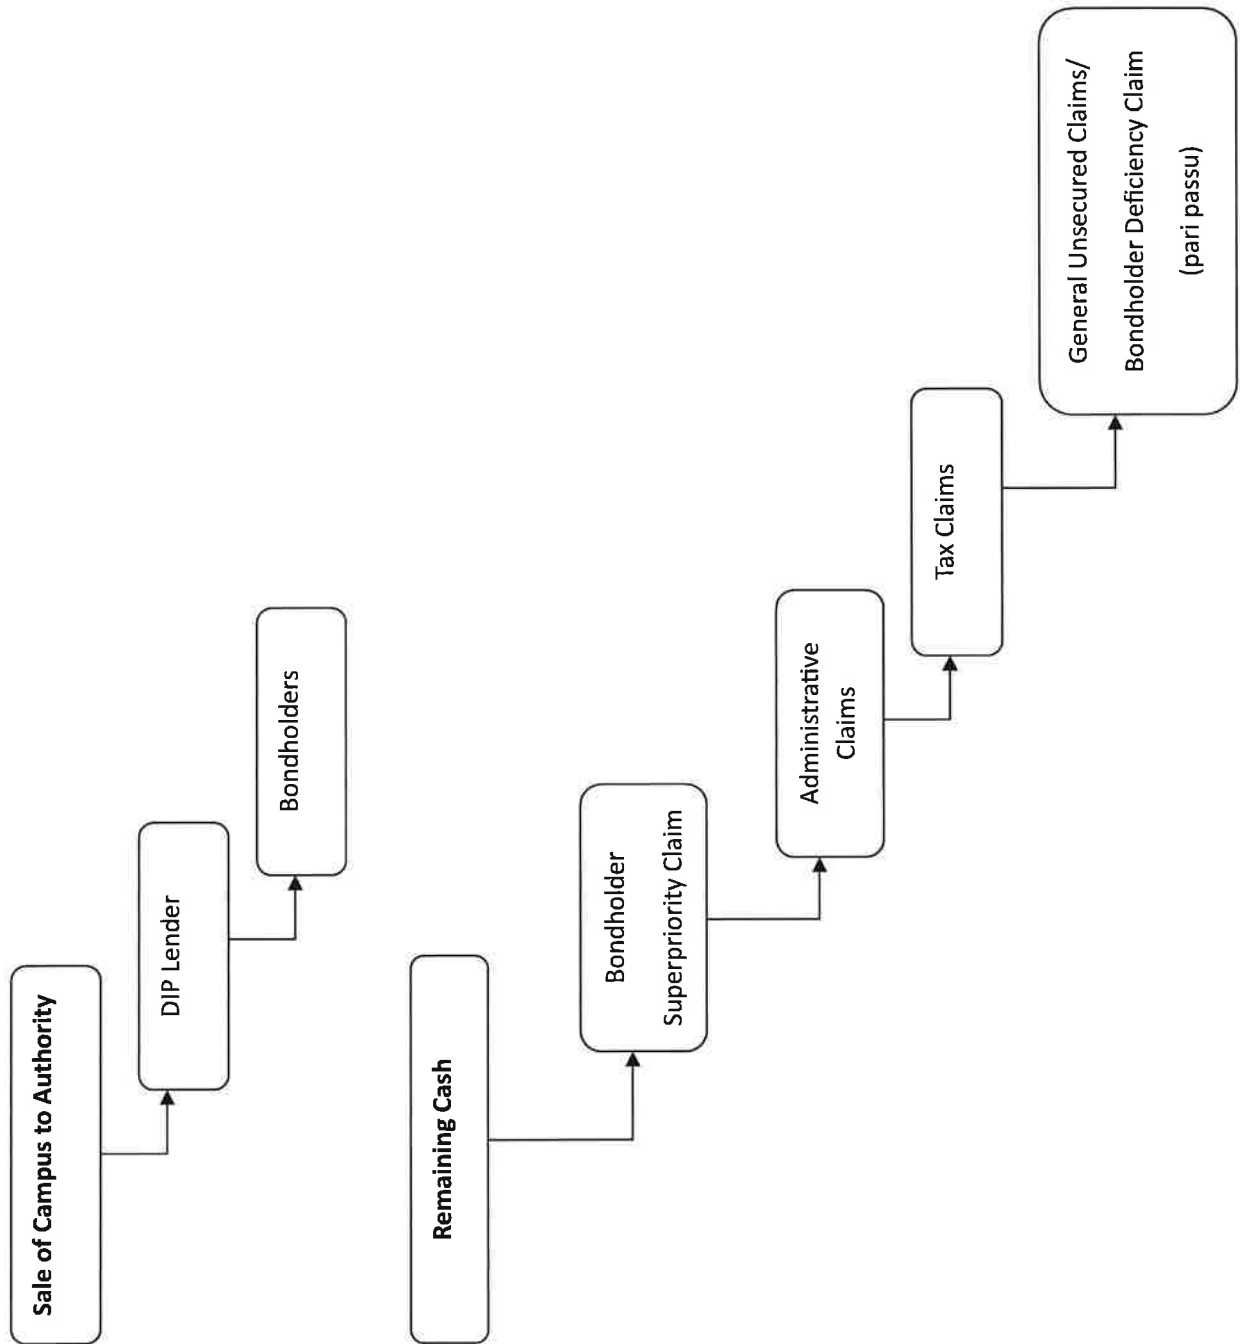 Sale of Campus to Authority
DIP Lender
Bondholders
Remaining Cash
Bondholder
Superpriority Claim
Administrative
Claims
Tax Claims
General Unsecured Claims/
Bondholder Deficiency Claim
(pari passu)